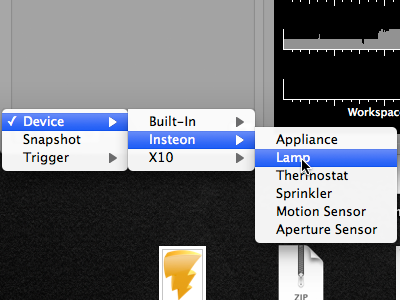 Workspac
✓ Device
Snapshot
Trigger
Built-In
Insteon
X10
Appliance
Lamp
Thermostat
Sprinkler
Motion Sensor
Aperture Sensor
ZIP